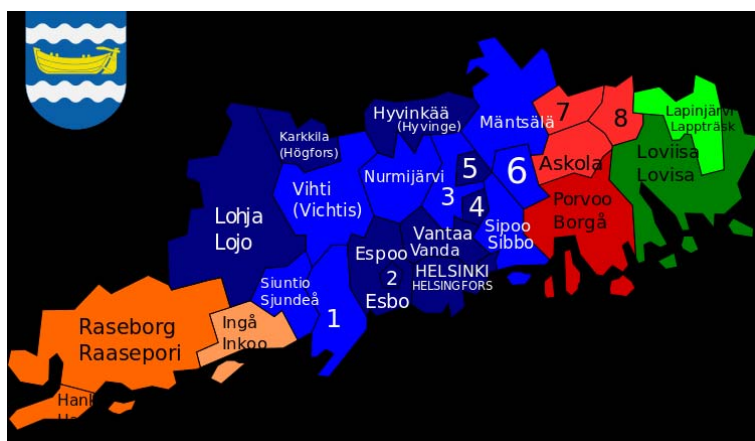 Hyvinkää
(Hyvinge)
Karkkila
(Högfors)
Mäntsälä
7
8
Lapinjärvi
Lappträsk
Loviisa
Lovisa
Askola
5
6
Nurmijärvi
Vihti
(Vichtis)
3
4
Porvoo
Borgå
Lohja
Lojo
Vantaa
Vanda
Sipoo
Sibbo
Espoo
2
Esbo
HELSINKI
HELSINGFORS
Siuntio
Sjundeå
1
Ingå
Inkoo
Raseborg
Raasepori